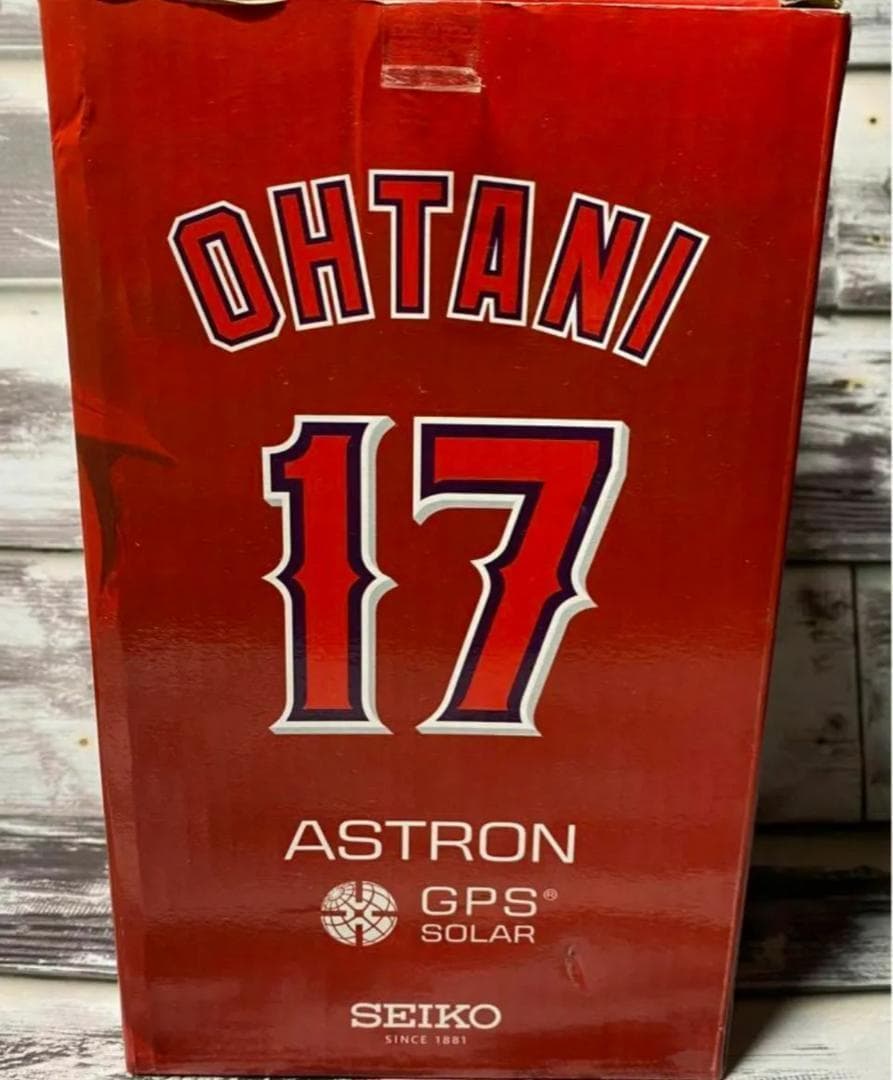 OHTANI
17
ASTRON
GPS®
SOLAR
SEIKO
SINCE 1881